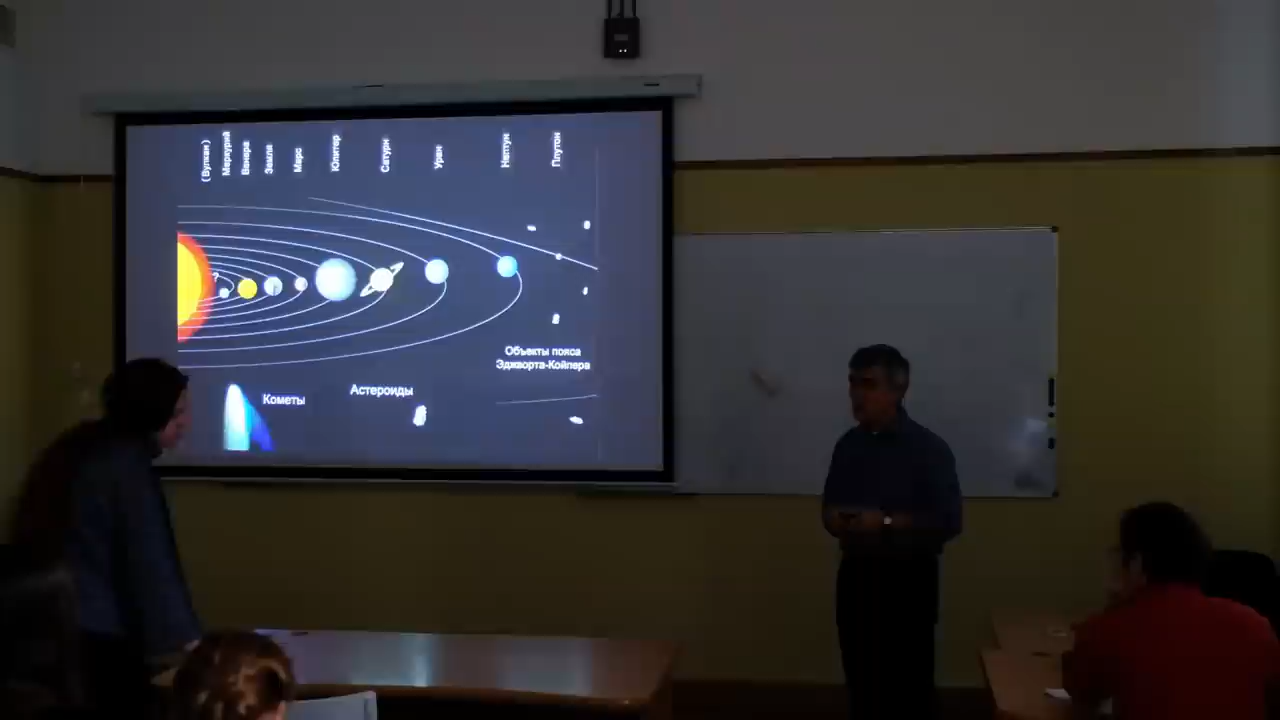 (Вулкан)
Меркурий
Венера
Земля
Марс
Юпитер
Сатурн
Уран
Нептун
Плутон
?
Объекты пояса
Эджворта-Койпера
Астероиды
Кометы